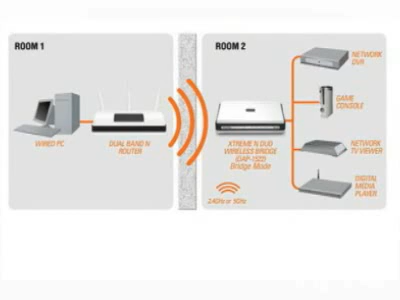 ROOM 1
WIRED PC
DUAL BAND N
ROUTER
ROOM 2
XTREME N DUO
WIRELESS BRIDGE
(DAP-1522)
Bridge Mode
2.4GHz or 5GHz
NETWORK
DVR
GAME
CONSOLE
NETWORK
TV VIEWER
DIGITAL
MEDIA
PLAYER